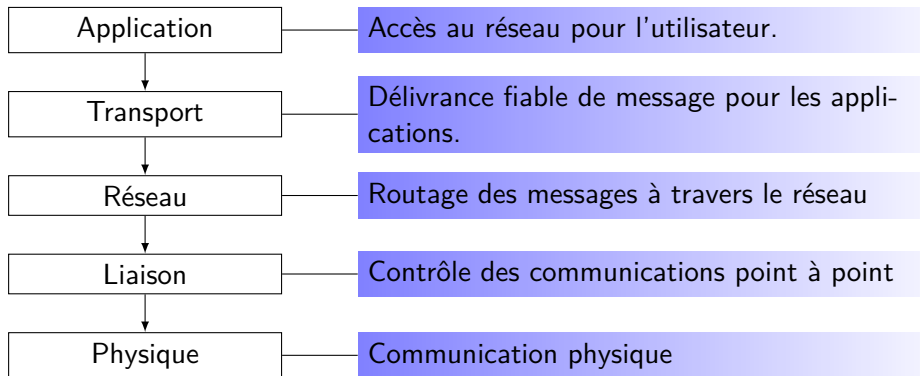 Application
Accès au réseau pour l'utilisateur.
Transport
Délivrance fiable de message pour les appli-
cations.
Réseau
Routage des messages à travers le réseau
Liaison
Contrôle des communications point à point
Physique
Communication physique